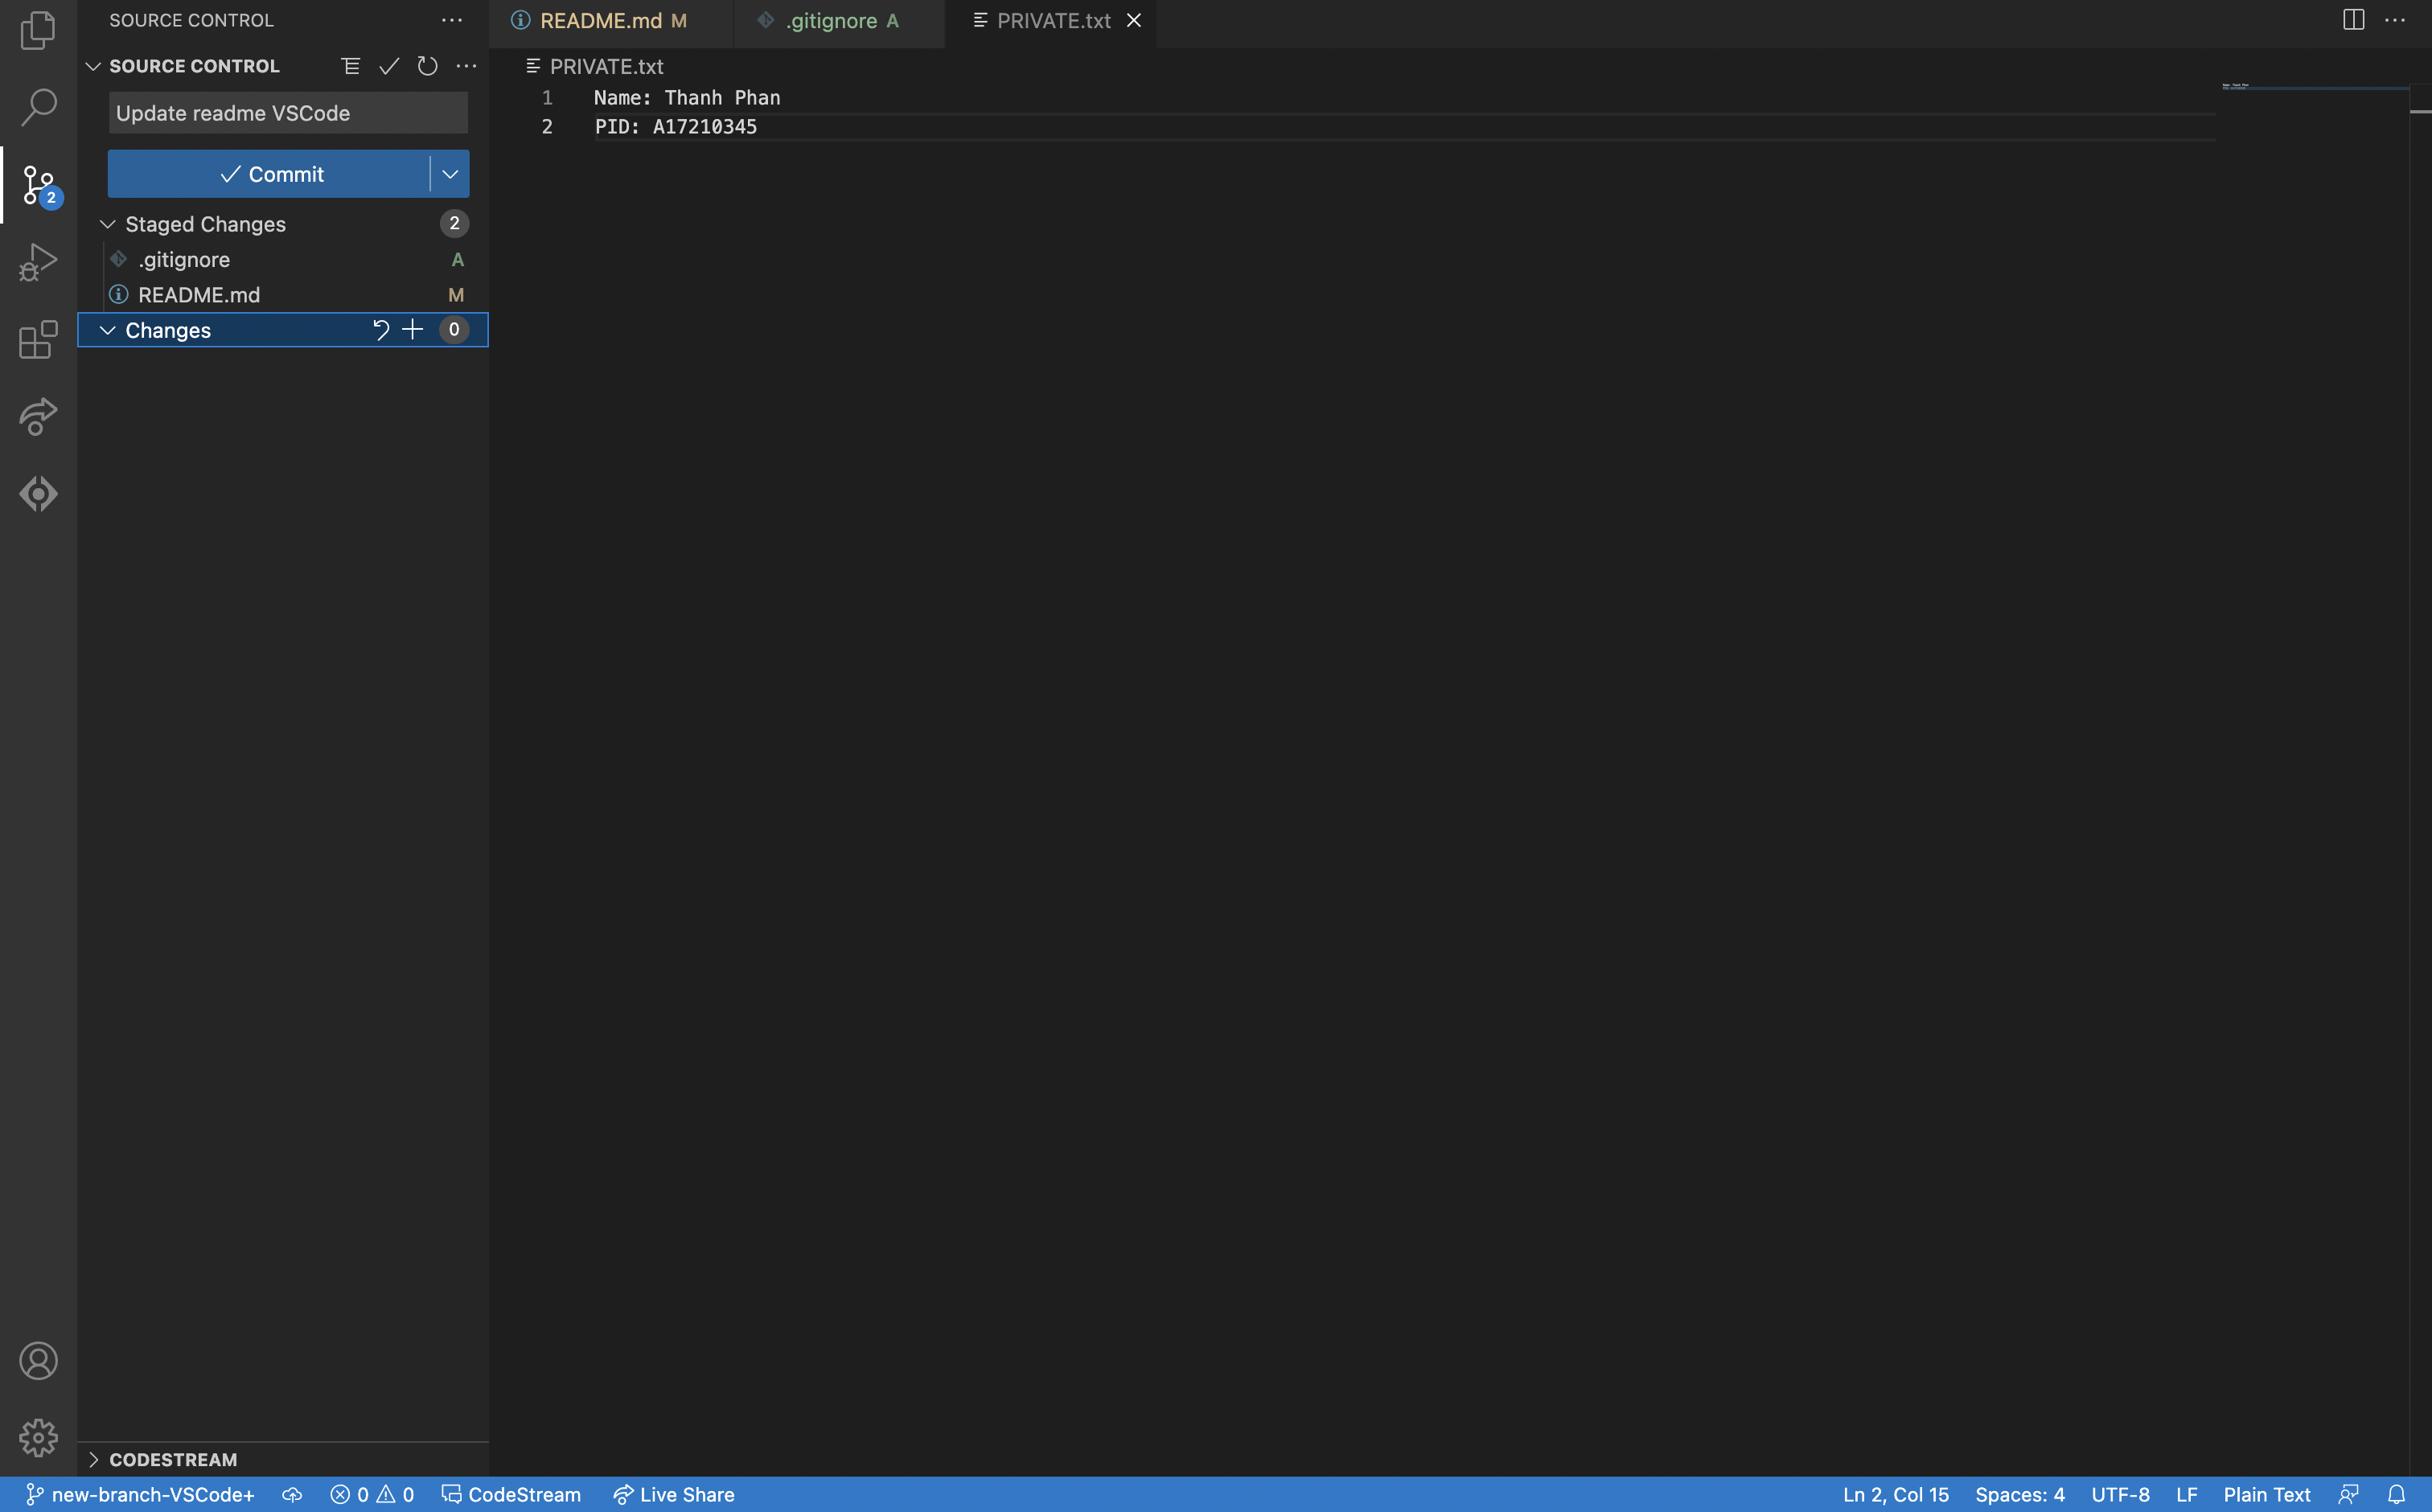 SOURCE CONTROL
README.md M
.gitignore A
PRIVATE.txt
SOURCE CONTROL
Update readme VSCode
Commit
Staged Changes 2
.gitignore A
README.md M
Changes 0
2
CODESTREAM
PRIVATE.txt
1 Name: Thanh Phan
2 PID: A17210345
new-branch-VSCode+ 0 0 CodeStream Live Share Ln 2, Col 15 Spaces: 4 UTF-8 LF Plain Text